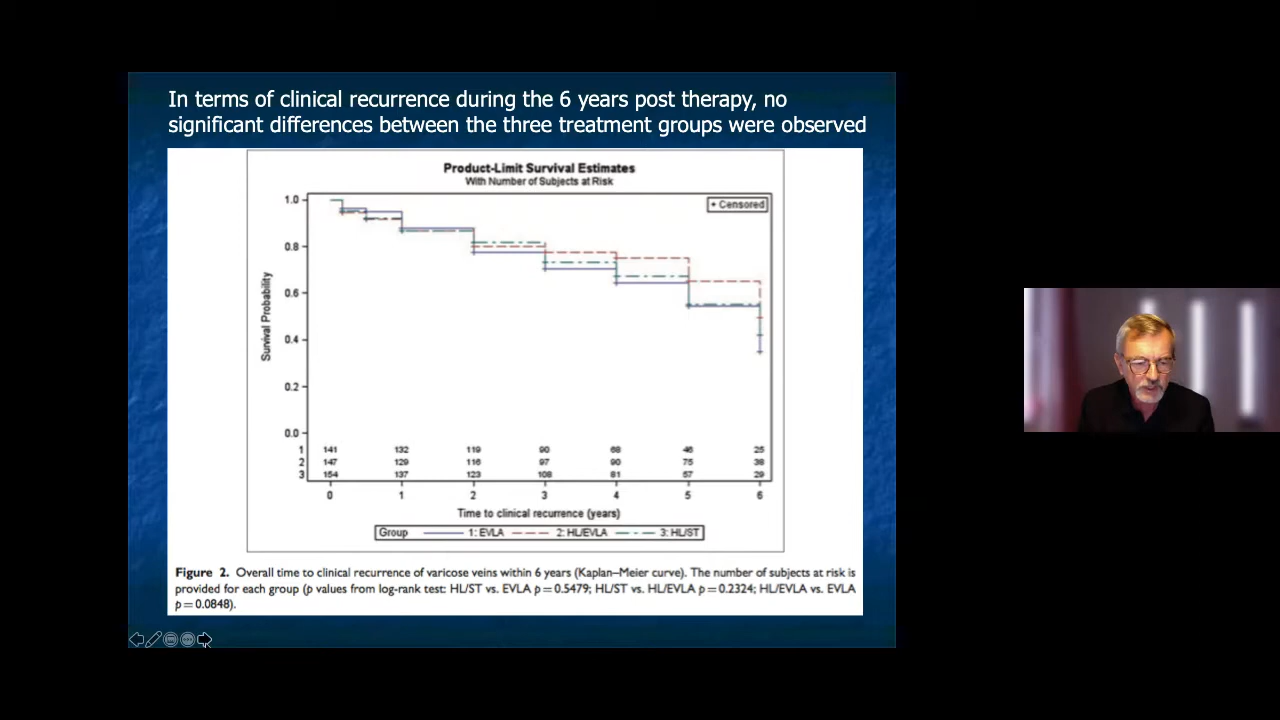 In terms of clinical recurrence during the 6 years post therapy, no
significant differences between the three treatment groups were observed
Product-Limit Survival Estimates
With Number of Subjects at Risk
+ Censored
1.0
0.8
0.6
0.4
0.2
0.0
Survival Probability
1 141 132 119 90 68 46 25
2 147 129 116 97 90 75 38
3 154 137 123 108 81 57 29
0 1 2 3 4 5 6
Time to clinical recurrence (years)
Group 1: EVLA 2: HL/EVLA 3: HL/ST
Figure 2. Overall time to clinical recurrence of varicose veins within 6 years (Kaplan–Meier curve). The number of subjects at risk is
provided for each group (p values from log-rank test: HL/ST vs. EVLA p = 0.5479; HL/ST vs. HL/EVLA p = 0.2324; HL/EVLA vs. EVLA
p = 0.0848).